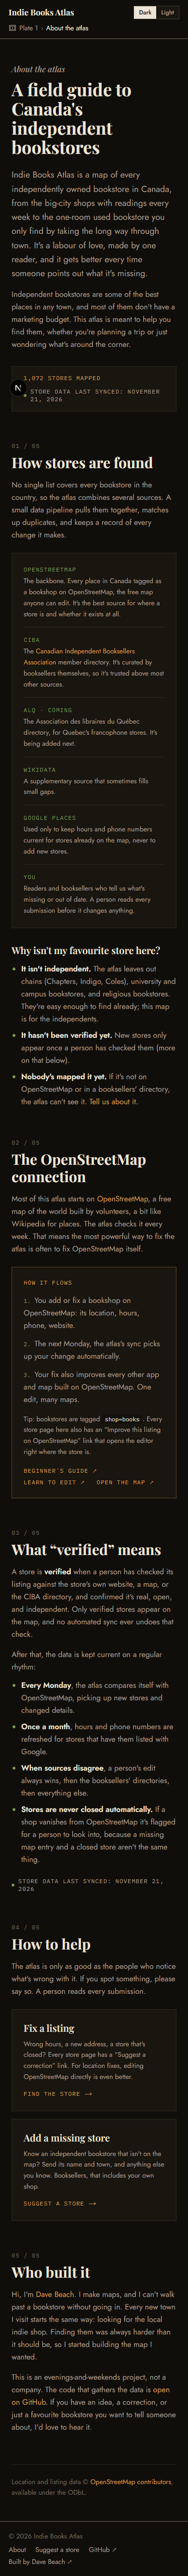 Indie Books Atlas
Dark Light
Plate 1 › About the atlas
About the atlas
A field guide to
Canada's
independent
bookstores
Indie Books Atlas is a map of every
independently owned bookstore in Canada,
from the big-city shops with readings every
week to the one-room used bookstore you
only find by taking the long way through
town. It's a labour of love, made by one
reader, and it gets better every time
someone points out what it's missing.
Independent bookstores are some of the best
places in any town, and most of them don't have a
marketing budget. This atlas is meant to help you
find them, whether you're planning a trip or just
wondering what's around the corner.
1,072 STORES MAPPED
N
STORE DATA LAST SYNCED: NOVEMBER
21, 2026
01 / 05
How stores are found
No single list covers every bookstore in the
country, so the atlas combines several sources. A
small data pipeline pulls them together, matches
up duplicates, and keeps a record of every
change it makes.
OPENSTREETMAP
The backbone. Every place in Canada tagged as
a bookshop on OpenStreetMap, the free map
anyone can edit. It's the best source for where a
store is and whether it exists at all.
CIBA
The Canadian Independent Booksellers
Association member directory. It's curated by
booksellers themselves, so it's trusted above most
other sources.
ALQ · COMING
The Association des libraires du Québec
directory, for Quebec's francophone stores. It's
being added next.
WIKIDATA
A supplementary source that sometimes fills
small gaps.
GOOGLE PLACES
Used only to keep hours and phone numbers
current for stores already on the map, never to
add new stores.
YOU
Readers and booksellers who tell us what's
missing or out of date. A person reads every
submission before it changes anything.
Why isn't my favourite store here?
It isn't independent. The atlas leaves out
chains (Chapters, Indigo, Coles), university and
campus bookstores, and religious bookstores.
They're easy enough to find already; this map
is for the independents.
It hasn't been verified yet. New stores only
appear once a person has checked them (more
on that below).
Nobody's mapped it yet. If it's not on
OpenStreetMap or in a booksellers' directory,
the atlas can't see it. Tell us about it.
02 / 05
The OpenStreetMap
connection
Most of this atlas starts on OpenStreetMap, a free
map of the world built by volunteers, a bit like
Wikipedia for places. The atlas checks it every
week. That means the most powerful way to fix the
atlas is often to fix OpenStreetMap itself.
HOW IT FLOWS
1. You add or fix a bookshop on
OpenStreetMap: its location, hours,
phone, website.
2. The next Monday, the atlas's sync picks
up your change automatically.
3. Your fix also improves every other app
and map built on OpenStreetMap. One
edit, many maps.
Tip: bookstores are tagged shop=books . Every
store page here also has an "Improve this listing
on OpenStreetMap" link that opens the editor
right where the store is.
BEGINNER'S GUIDE ↗
LEARN TO EDIT ↗ OPEN THE MAP ↗
03 / 05
What “verified” means
A store is verified when a person has checked its
listing against the store's own website, a map, or
the CIBA directory, and confirmed it's real, open,
and independent. Only verified stores appear on
the map, and no automated sync ever undoes that
check.
After that, the data is kept current on a regular
rhythm:
Every Monday, the atlas compares itself with
OpenStreetMap, picking up new stores and
changed details.
Once a month, hours and phone numbers are
refreshed for stores that have them listed with
Google.
When sources disagree, a person's edit
always wins, then the booksellers' directories,
then everything else.
Stores are never closed automatically. If a
shop vanishes from OpenStreetMap it's flagged
for a person to look into, because a missing
map entry and a closed store aren't the same
thing.
STORE DATA LAST SYNCED: NOVEMBER 21,
2026
04 / 05
How to help
The atlas is only as good as the people who notice
what's wrong with it. If you spot something, please
say so. A person reads every submission.
Fix a listing
Wrong hours, a new address, a store that's
closed? Every store page has a "Suggest a
correction" link. For location fixes, editing
OpenStreetMap directly is even better.
FIND THE STORE ⟶
Add a missing store
Know an independent bookstore that isn't on the
map? Send its name and town, and anything else
you know. Booksellers, that includes your own
shop.
SUGGEST A STORE ⟶
05 / 05
Who built it
Hi, I'm Dave Beach. I make maps, and I can't walk
past a bookstore without going in. Every new town
I visit starts the same way: looking for the local
indie shop. Finding them was always harder than
it should be, so I started building the map I
wanted.
This is an evenings-and-weekends project, not a
company. The code that gathers the data is open
on GitHub. If you have an idea, a correction, or
just a favourite bookstore you want to tell someone
about, I'd love to hear it.
Location and listing data © OpenStreetMap contributors,
available under the ODbL.
© 2026 Indie Books Atlas
About Suggest a store GitHub ↗
Built by Dave Beach ↗